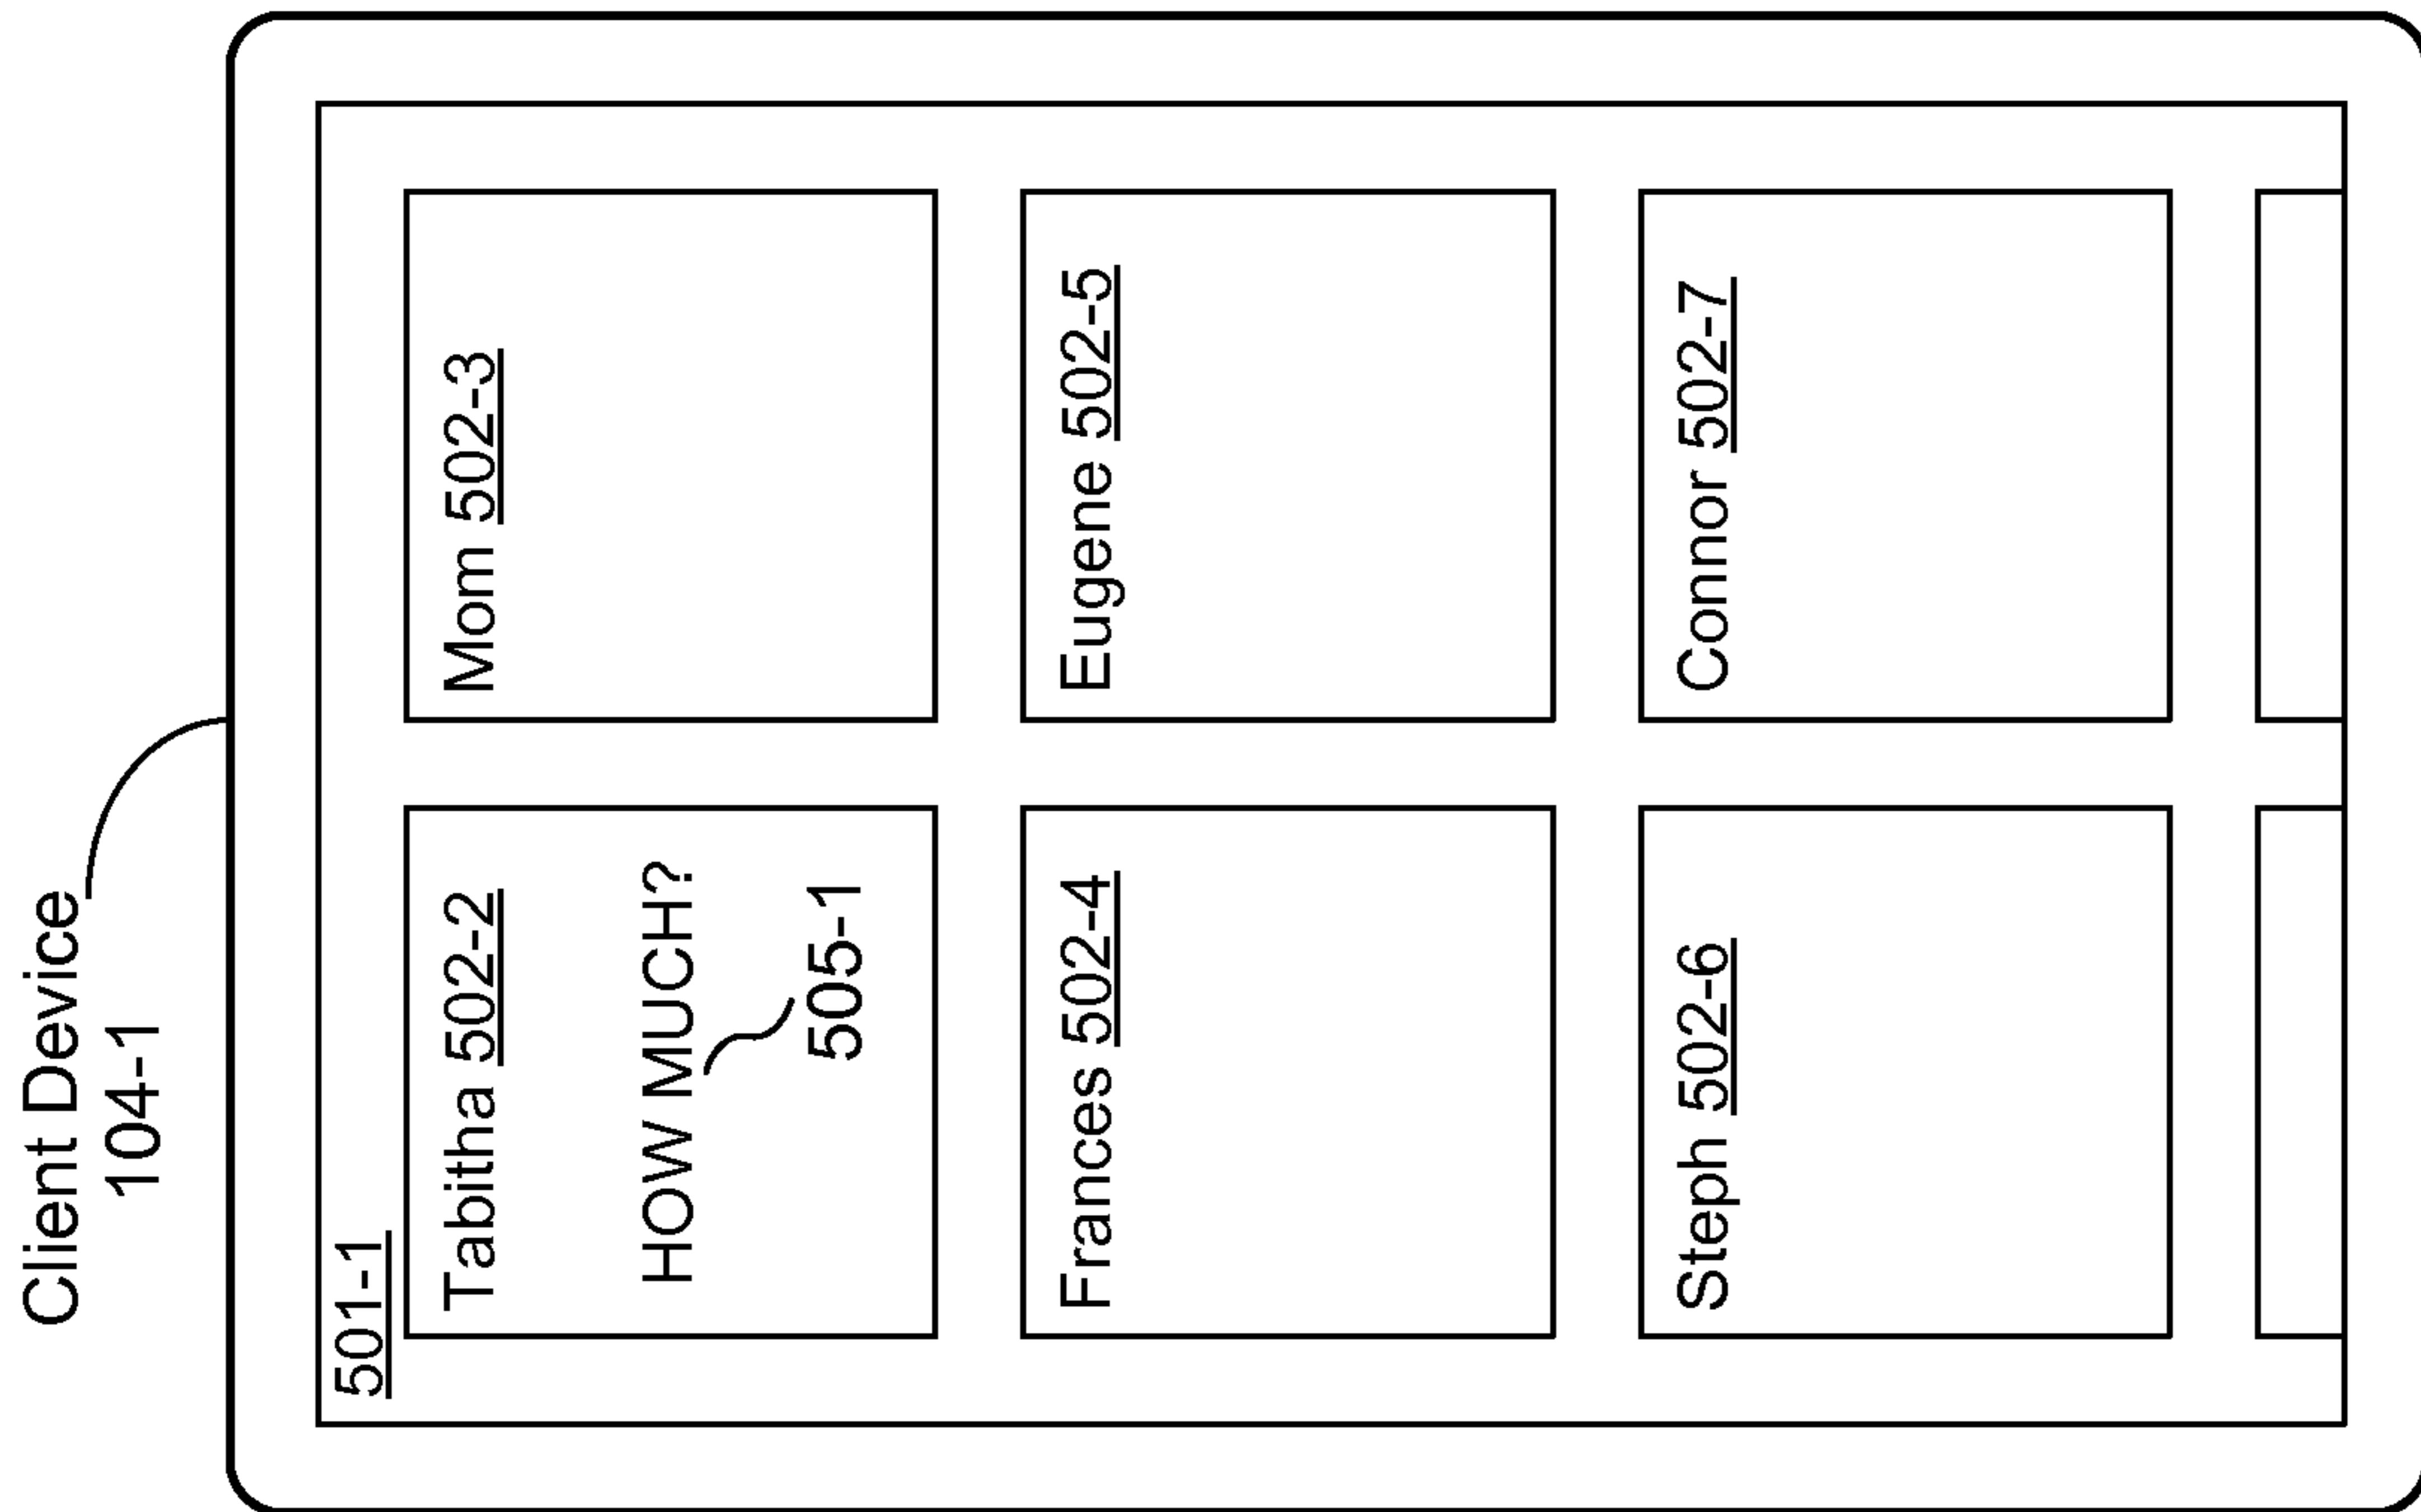 Client Device
104-1
501-1
Tabitha 502-2
HOW MUCH?
505-1
Mom 502-3
Frances 502-4
Eugene 502-5
Steph 502-6
Connor 502-7